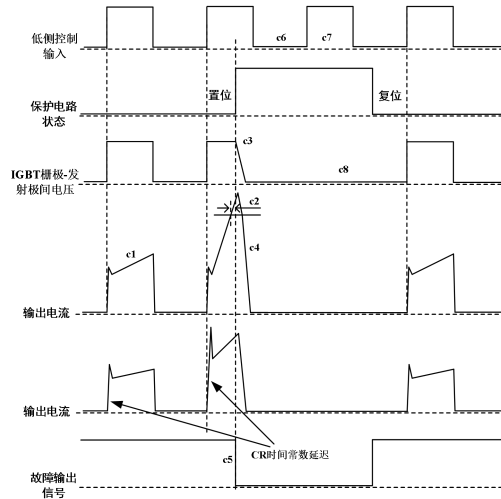 低侧控制
输入
c6
c7
保护电路
状态
置位
复位
c3
IGBT栅极-发
射极间电压
c8
c2
c1
c4
输出电流
输出电流
CR时间常数延迟
c5
故障输出
信号